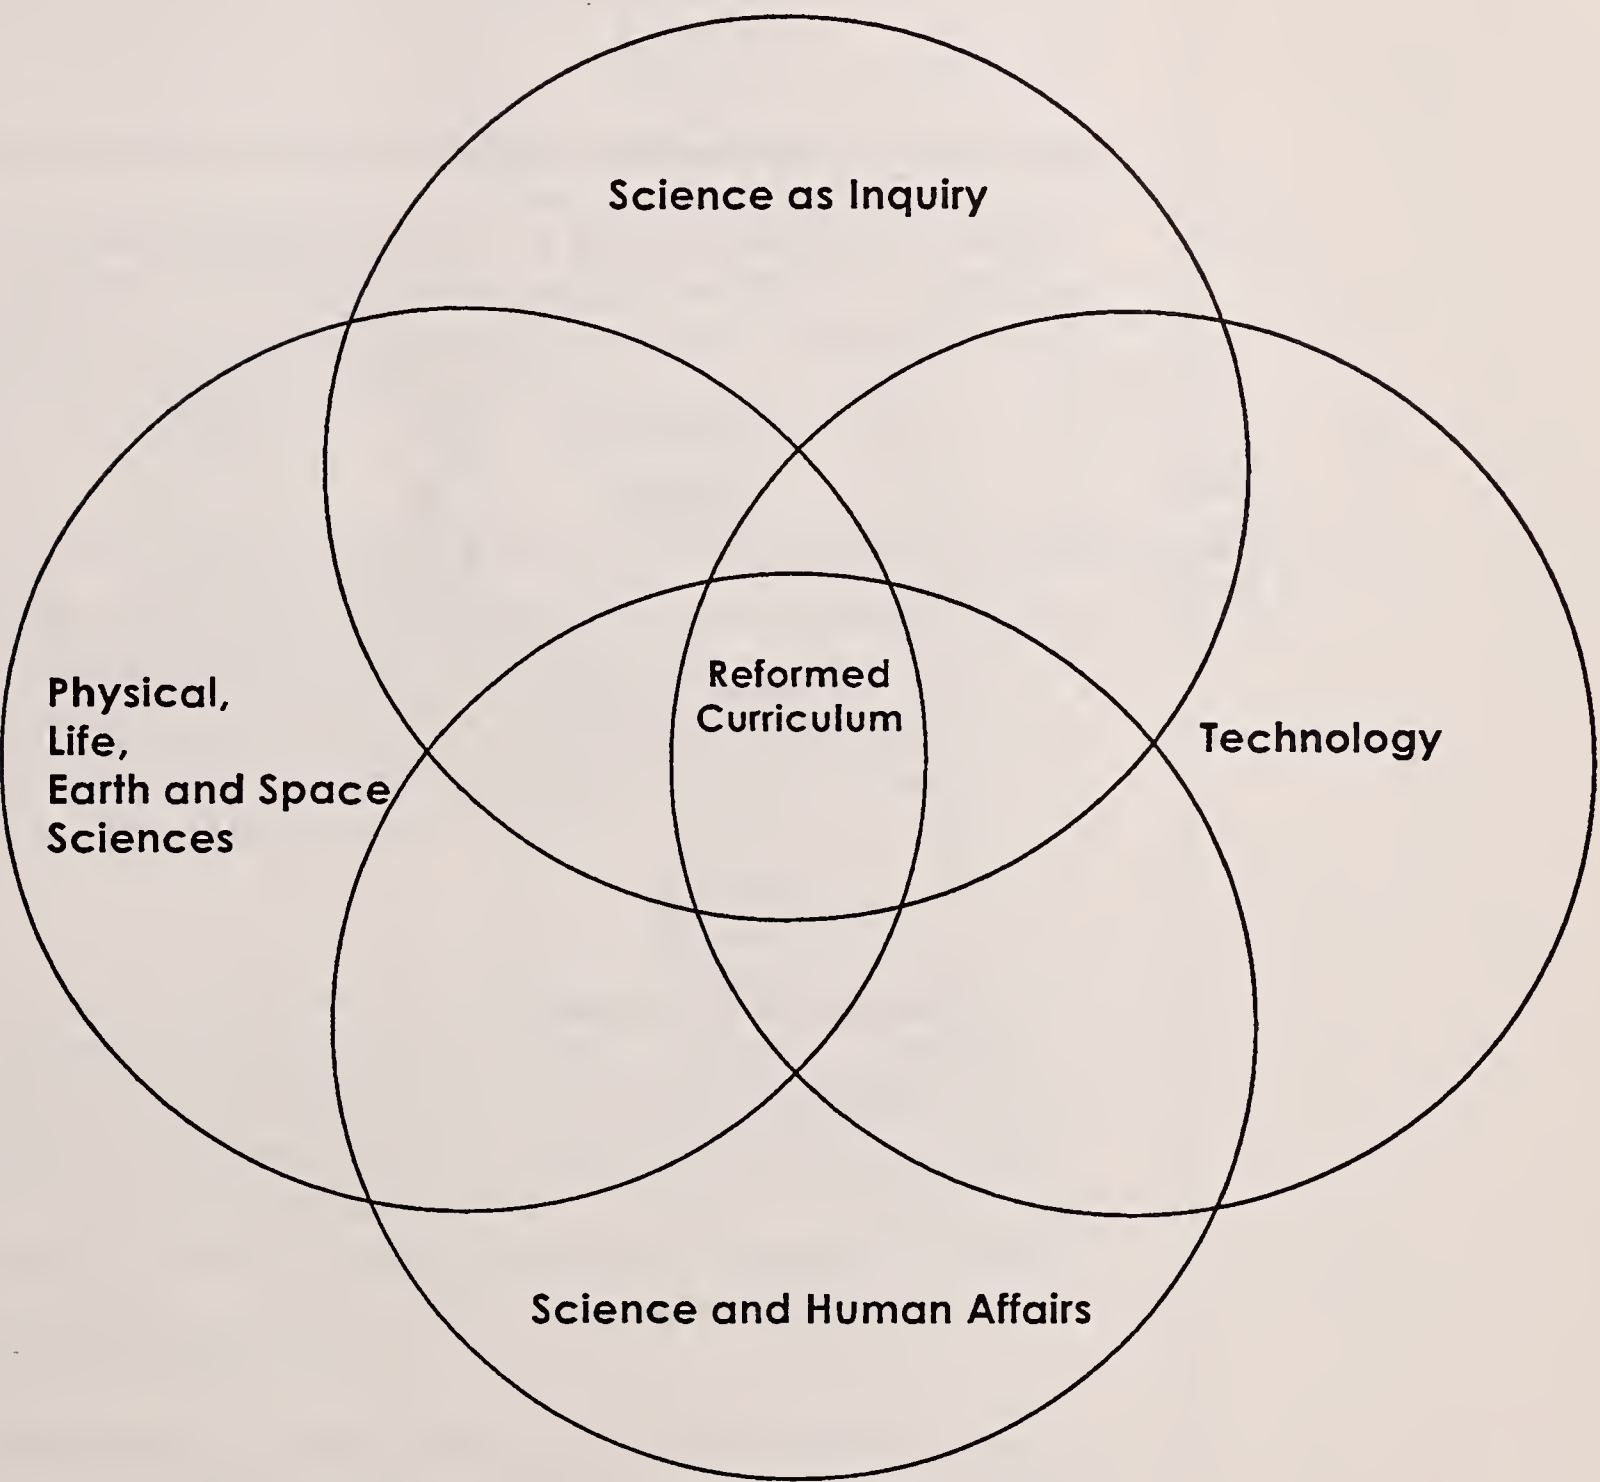 Science as Inquiry
Physical,
Life,
Earth and Space
Sciences
Reformed
Curriculum
Technology
Science and Human Affairs